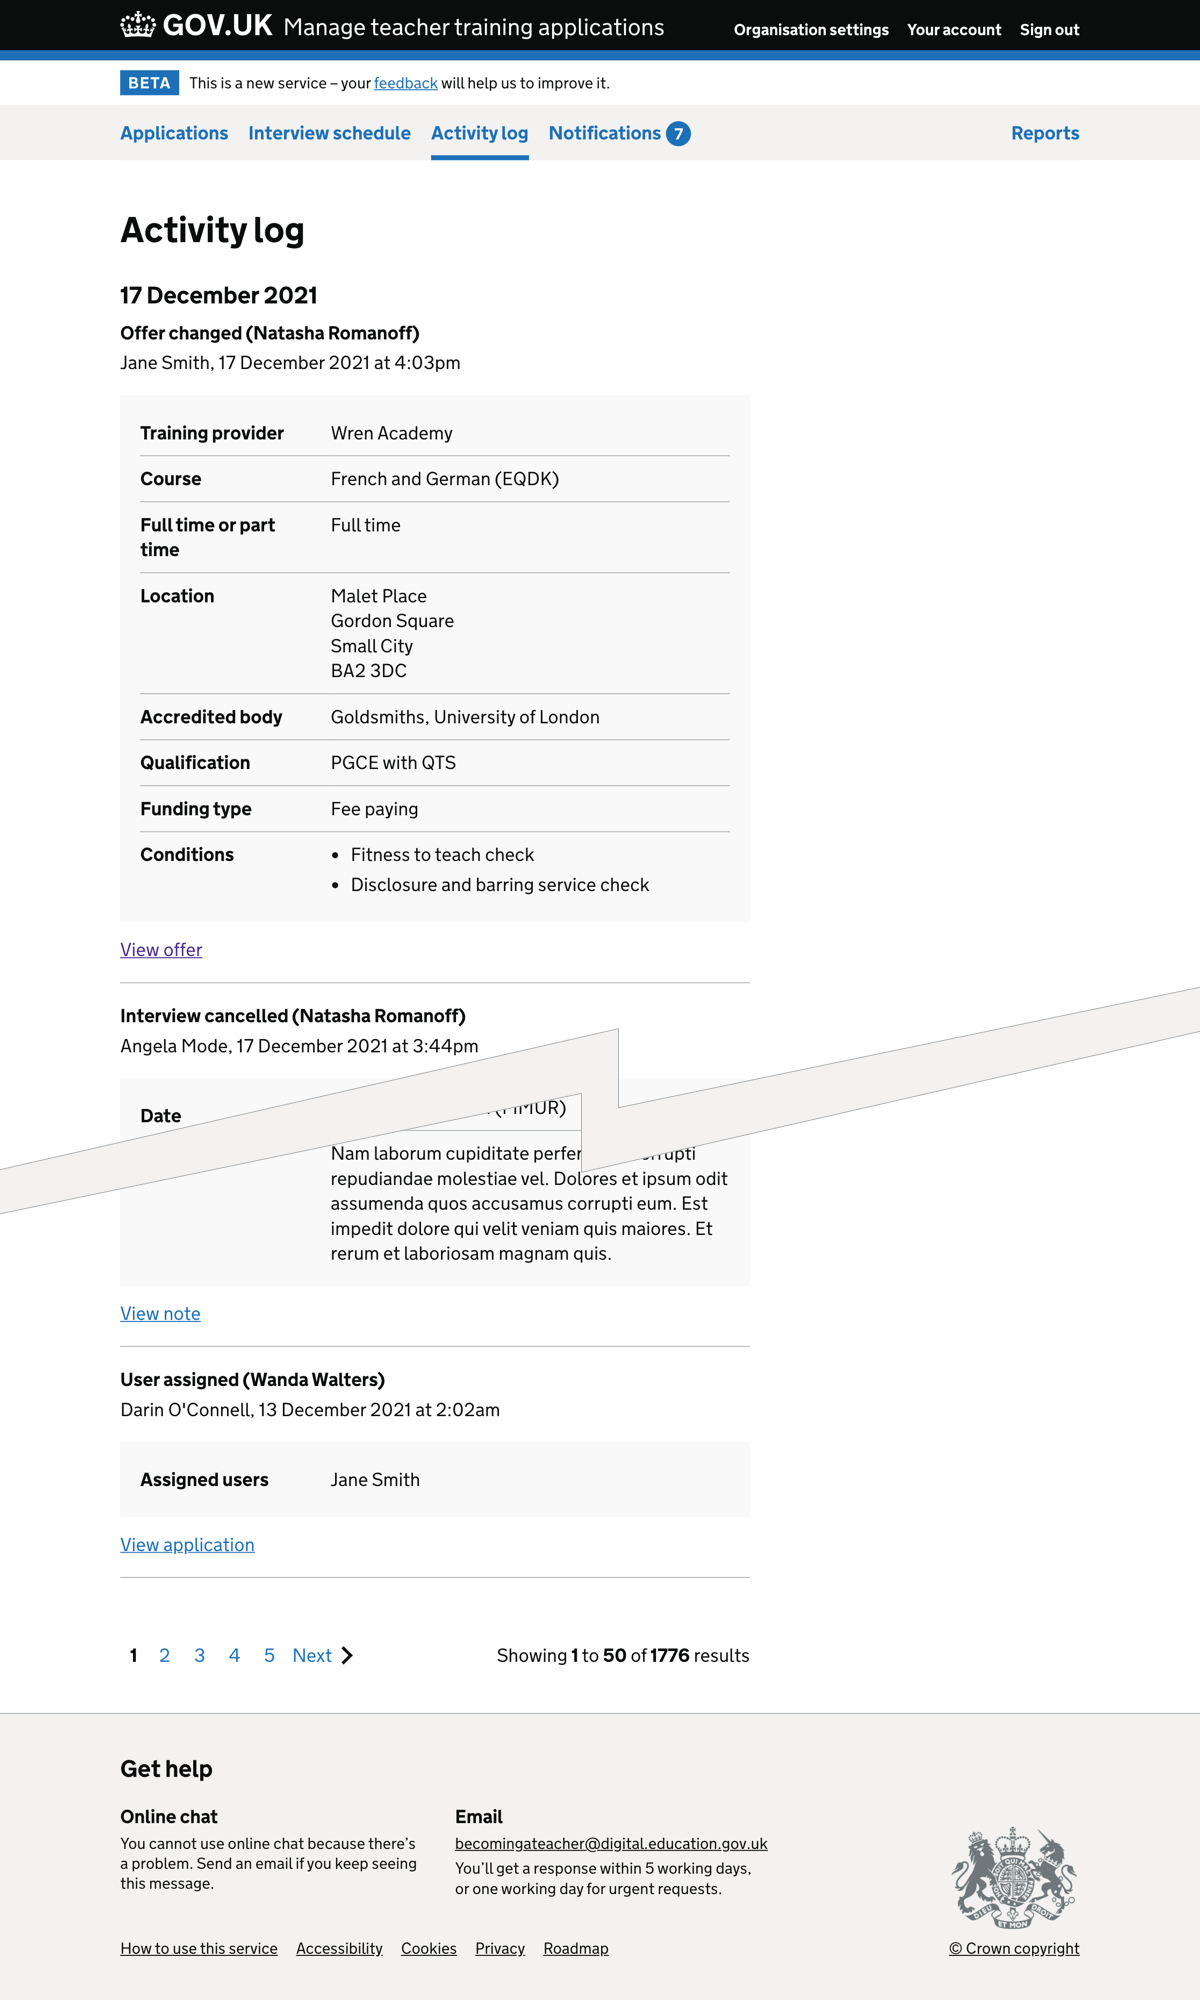 GOV.UK Manage teacher training applications Organisation settings Your account Sign out
BETA This is a new service – your feedback will help us to improve it.
Applications Interview schedule Activity log Notifications 7 Reports
Activity log
17 December 2021
Offer changed (Natasha Romanoff)
Jane Smith, 17 December 2021 at 4:03pm
Training provider Wren Academy
Course French and German (EQDK)
Full time or part time Full time
Location Malet Place
Gordon Square
Small City
BA2 3DC
Accredited body Goldsmiths, University of London
Qualification PGCE with QTS
Funding type Fee paying
Conditions • Fitness to teach check
• Disclosure and barring service check
View offer
Interview cancelled (Natasha Romanoff)
Angela Mode, 17 December 2021 at 3:44pm
Date
Nam laborum cupiditate
repudiandae molestiae vel. Dolores et ipsum odit
assumenda quos accusamus corrupti eum. Est
impedit dolore qui velit veniam quis maiores. Et
rerum et laboriosam magnam quis.
View note
User assigned (Wanda Walters)
Darin O'Connell, 13 December 2021 at 2:02am
Assigned users Jane Smith
View application
1 2 3 4 5 Next Showing 1 to 50 of 1776 results
Get help
Online chat
You cannot use online chat because there’s
a problem. Send an email if you keep seeing
this message.
Email
becomingateacher@digital.education.gov.uk
You’ll get a response within 5 working days,
or one working day for urgent requests.
How to use this service Accessibility Cookies Privacy Roadmap © Crown copyright